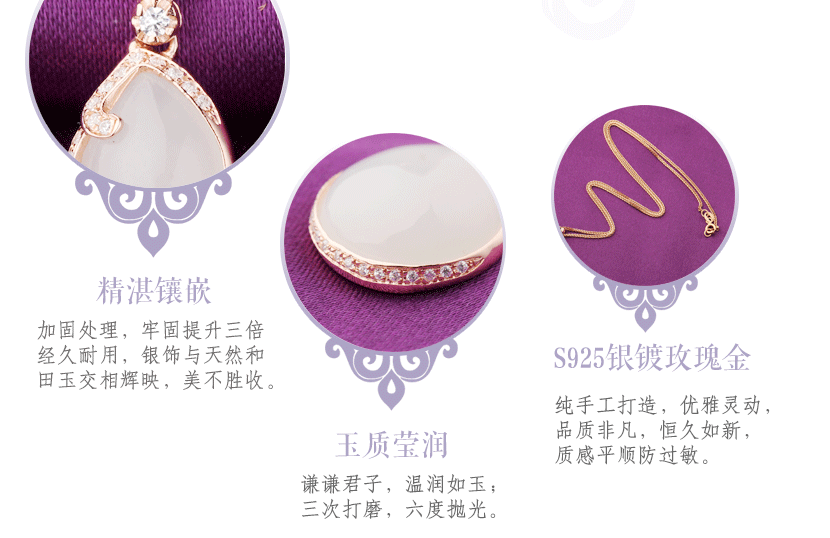 精湛镶嵌
加固处理，牢固提升三倍
经久耐用，银饰与天然和
田玉交相辉映，美不胜收。
玉质莹润
谦谦君子，温润如玉；
三次打磨，六度抛光。
S925银镀玫瑰金
纯手工打造，优雅灵动，
品质非凡，恒久如新，
质感平顺防过敏。